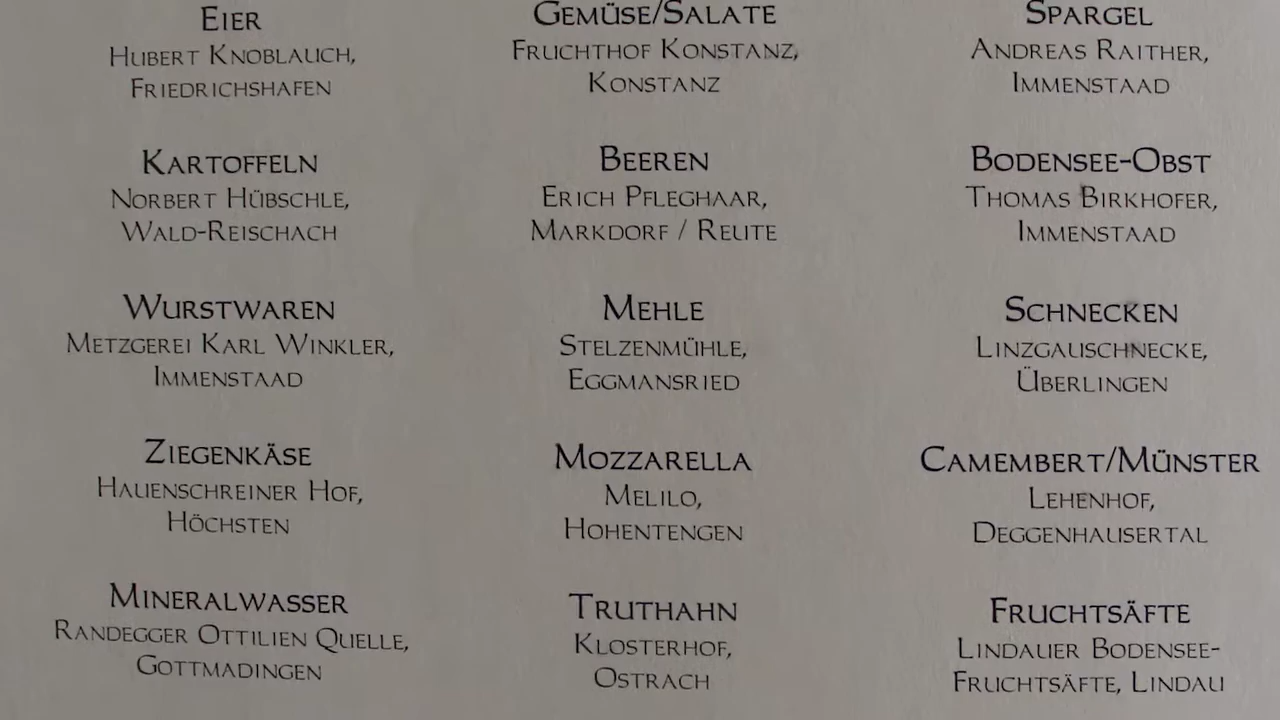 Eier
Hubert Knoblauch,
Friedrichshafen
Gemüse/Salate
Fruchthof Konstanz,
Konstanz
Spargel
Andreas Raither,
Immenstaad
Kartoffeln
Norbert Hübschle,
Wald-Reischach
Beeren
Erich Pfleghaar,
Markdorf / Reute
Bodensee-Obst
Thomas Birkhofer,
Immenstaad
Wurstwaren
Metzgerei Karl Winkler,
Immenstaad
Mehle
Stelzenmühle,
Eggmansried
Schnecken
Linzgauschnecke,
Überlingen
Ziegenkäse
Hauenschreiner Hof,
Höchsten
Mozzarella
Melilo,
Hohentengen
Camembert/Münster
Lehenhof,
Deggenhausertal
Mineralwasser
Randegger Ottilien Quelle,
Gottmadingen
Truthahn
Klosterhof,
Ostrach
Fruchtsäfte
Lindauer Bodensee-
Fruchtsäfte, Lindau